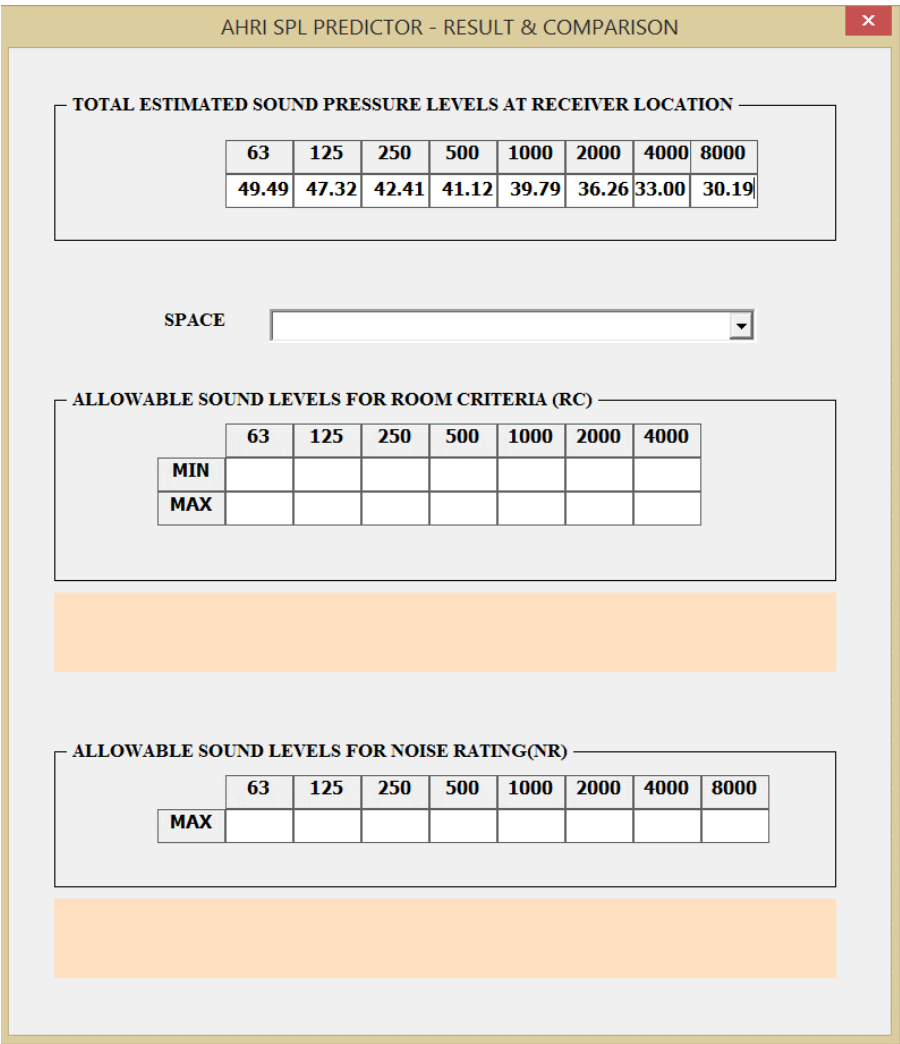 AHRI SPL PREDICTOR - RESULT & COMPARISON
TOTAL ESTIMATED SOUND PRESSURE LEVELS AT RECEIVER LOCATION
63 125 250 500 1000 2000 4000 8000
49.49 47.32 42.41 41.12 39.79 36.26 33.00 30.19
SPACE
ALLOWABLE SOUND LEVELS FOR ROOM CRITERIA (RC)
63 125 250 500 1000 2000 4000
MIN
MAX
ALLOWABLE SOUND LEVELS FOR NOISE RATING(NR)
63 125 250 500 1000 2000 4000 8000
MAX